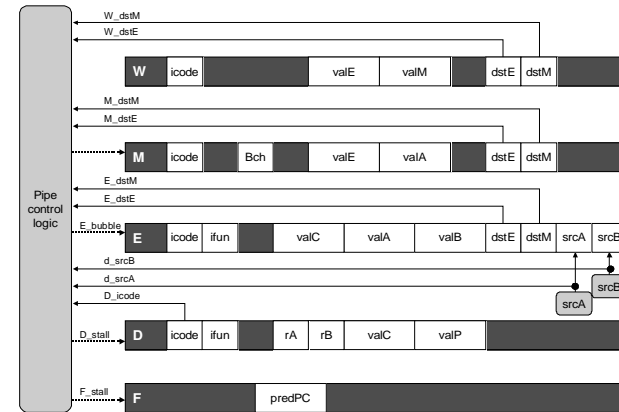 W_dstM
W_dstE
W icode valE valM dstE dstM
M_dstM
M_dstE
M icode Bch valE valA dstE dstM
Pipe
control
logic
E_dstM
E_dstE
E_bubble
E icode ifun valC valA valB dstE dstM srcA srcB
d_srcB
d_srcA
srcB
srcA
D_icode
D_stall
D icode ifun rA rB valC valP
F_stall
F predPC